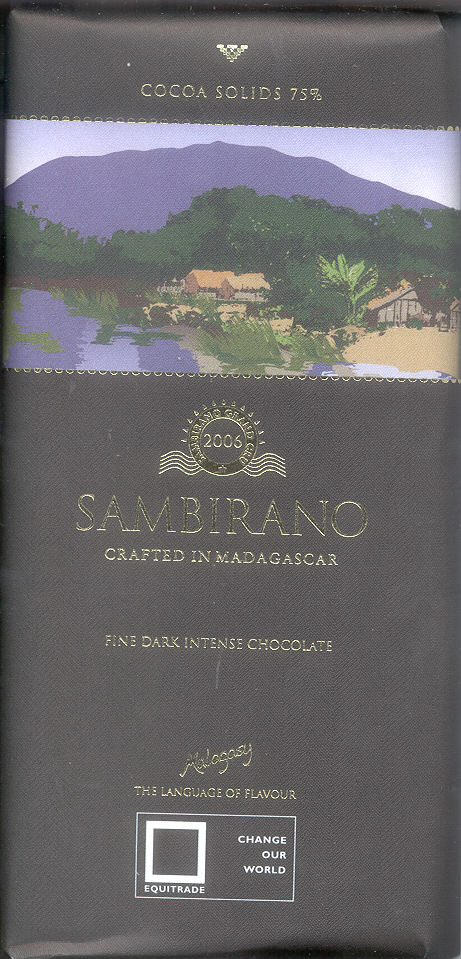 COCOA SOLIDS 75%
SAMBIRANO GRAND CRU
2006
SAMBIRANO
CRAFTED IN MADAGASCAR
FINE DARK INTENSE CHOCOLATE
Malagasy
THE LANGUAGE OF FLAVOUR
CHANGE
OUR
WORLD
EQUITRADE